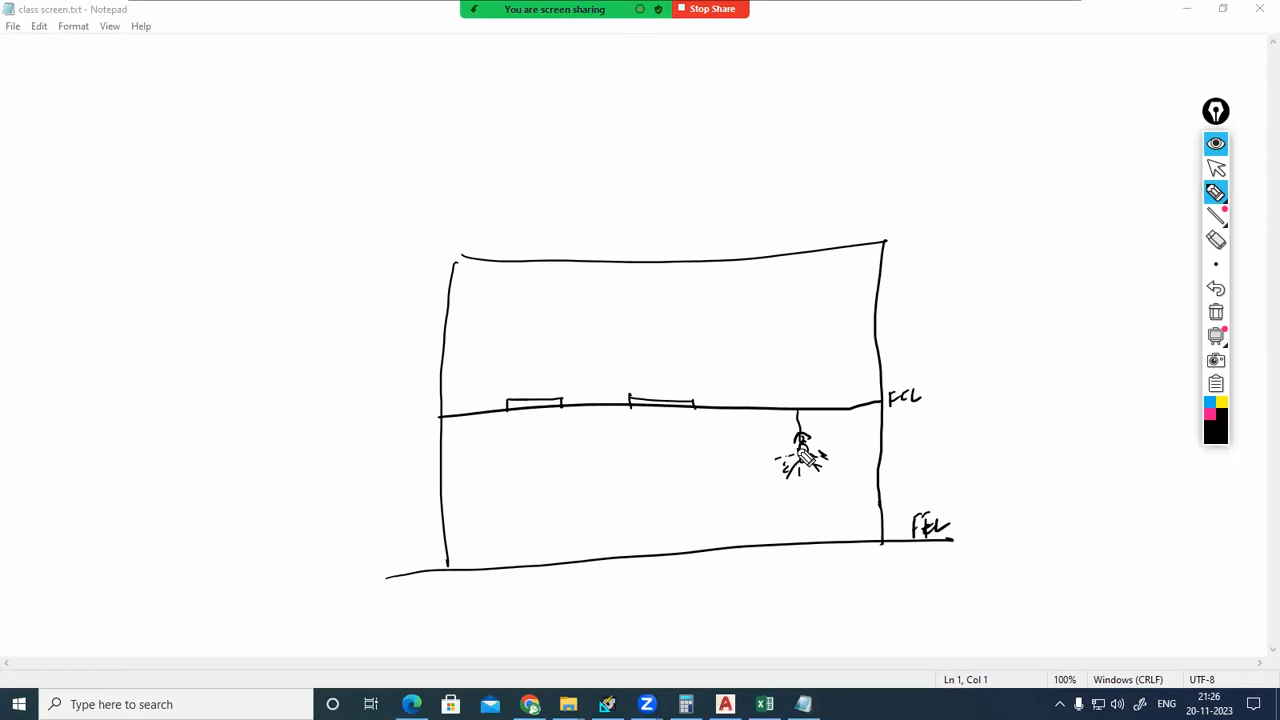 class screen.txt - Notepad
You are screen sharing
Stop Share
File Edit Format View Help
FCL
FFL
Ln 1, Col 1
100%
Windows (CRLF)
UTF-8
Type here to search
ENG
21:26
20-11-2023